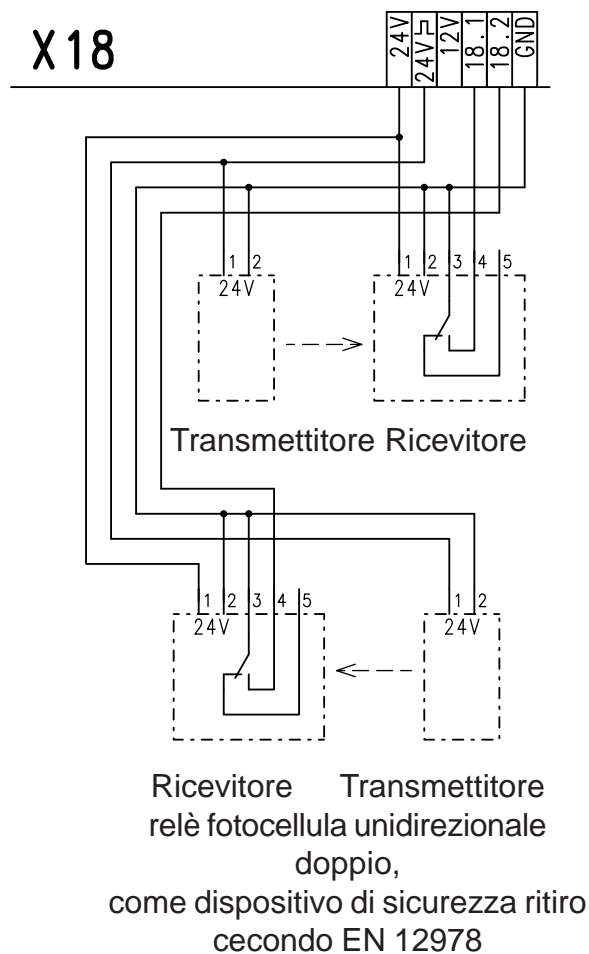 X18
24V
24V
12V
18.1
18.2
GND
1 2
24V
1 2 3 4 5
24V
Transmettitore Ricevitore
1 2 3 4 5
24V
1 2
24V
Ricevitore Transmettitore
relè fotocellula unidirezionale
doppio,
come dispositivo di sicurezza ritiro
cecondo EN 12978